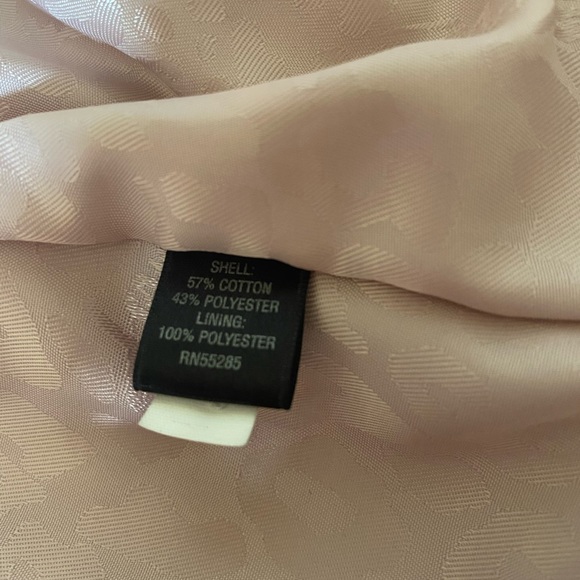 SHELL:
57% COTTON
43% POLYESTER
LINING:
100% POLYESTER
RN55285